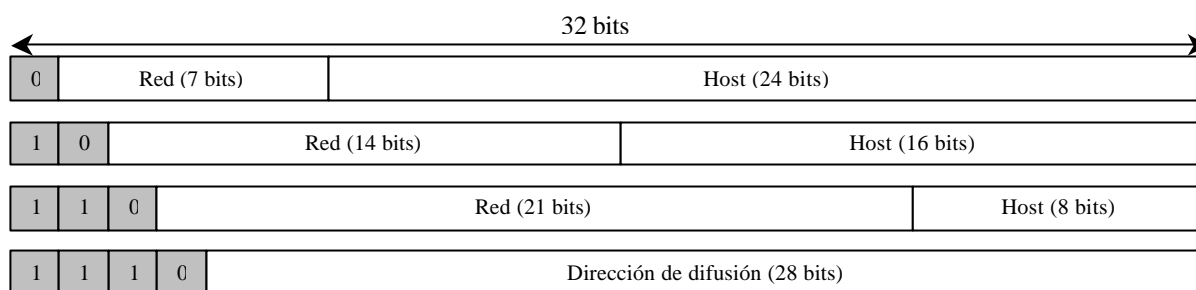 32 bits
0 Red (7 bits) Host (24 bits)
1 0 Red (14 bits) Host (16 bits)
1 1 0 Red (21 bits) Host (8 bits)
1 1 1 0 Dirección de difusión (28 bits)